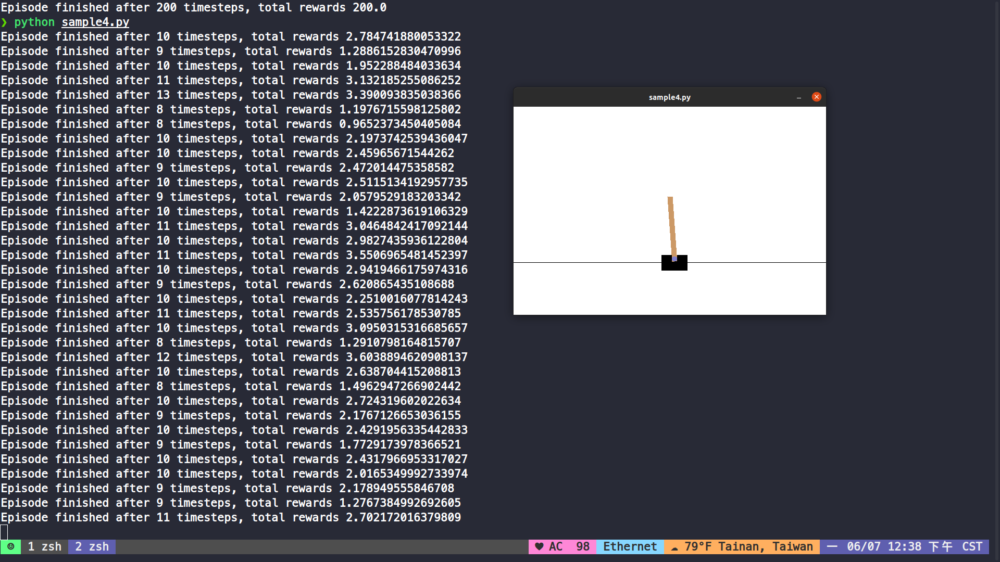 Episode finished after 200 timesteps, total rewards 200.0
❯ python sample4.py
Episode finished after 10 timesteps, total rewards 2.784741880053322
Episode finished after 9 timesteps, total rewards 1.2886152830470996
Episode finished after 10 timesteps, total rewards 1.952288484033634
Episode finished after 11 timesteps, total rewards 3.132185255086252
Episode finished after 13 timesteps, total rewards 3.390093835038366
Episode finished after 8 timesteps, total rewards 1.1976715598125802
Episode finished after 8 timesteps, total rewards 0.9652373450405084
Episode finished after 10 timesteps, total rewards 2.1973742539436047
Episode finished after 10 timesteps, total rewards 2.45965671544262
Episode finished after 9 timesteps, total rewards 2.472014475358582
Episode finished after 10 timesteps, total rewards 2.5115134192957735
Episode finished after 9 timesteps, total rewards 2.0579529183203342
Episode finished after 10 timesteps, total rewards 1.4222873619106329
Episode finished after 11 timesteps, total rewards 3.0464842417092144
Episode finished after 10 timesteps, total rewards 2.9827435936122804
Episode finished after 11 timesteps, total rewards 3.5506965481452397
Episode finished after 10 timesteps, total rewards 2.9419466175974316
Episode finished after 9 timesteps, total rewards 2.620865435108688
Episode finished after 10 timesteps, total rewards 2.2510016077814243
Episode finished after 11 timesteps, total rewards 2.535756178530785
Episode finished after 10 timesteps, total rewards 3.0950315316685657
Episode finished after 8 timesteps, total rewards 1.2910798164815707
Episode finished after 12 timesteps, total rewards 3.6038894620908137
Episode finished after 10 timesteps, total rewards 2.638704415208813
Episode finished after 8 timesteps, total rewards 1.4962947266902442
Episode finished after 10 timesteps, total rewards 2.724319602022634
Episode finished after 9 timesteps, total rewards 2.1767126653036155
Episode finished after 10 timesteps, total rewards 2.4291956335442833
Episode finished after 9 timesteps, total rewards 1.7729173978366521
Episode finished after 10 timesteps, total rewards 2.4317966953317027
Episode finished after 10 timesteps, total rewards 2.0165349992733974
Episode finished after 9 timesteps, total rewards 2.178949555846708
Episode finished after 9 timesteps, total rewards 1.2767384992692605
Episode finished after 11 timesteps, total rewards 2.702172016379809
sample4.py
1 zsh 2 zsh ♥ AC 98 Ethernet ☁ 79°F Tainan, Taiwan 一 06/07 12:38 下午 CST